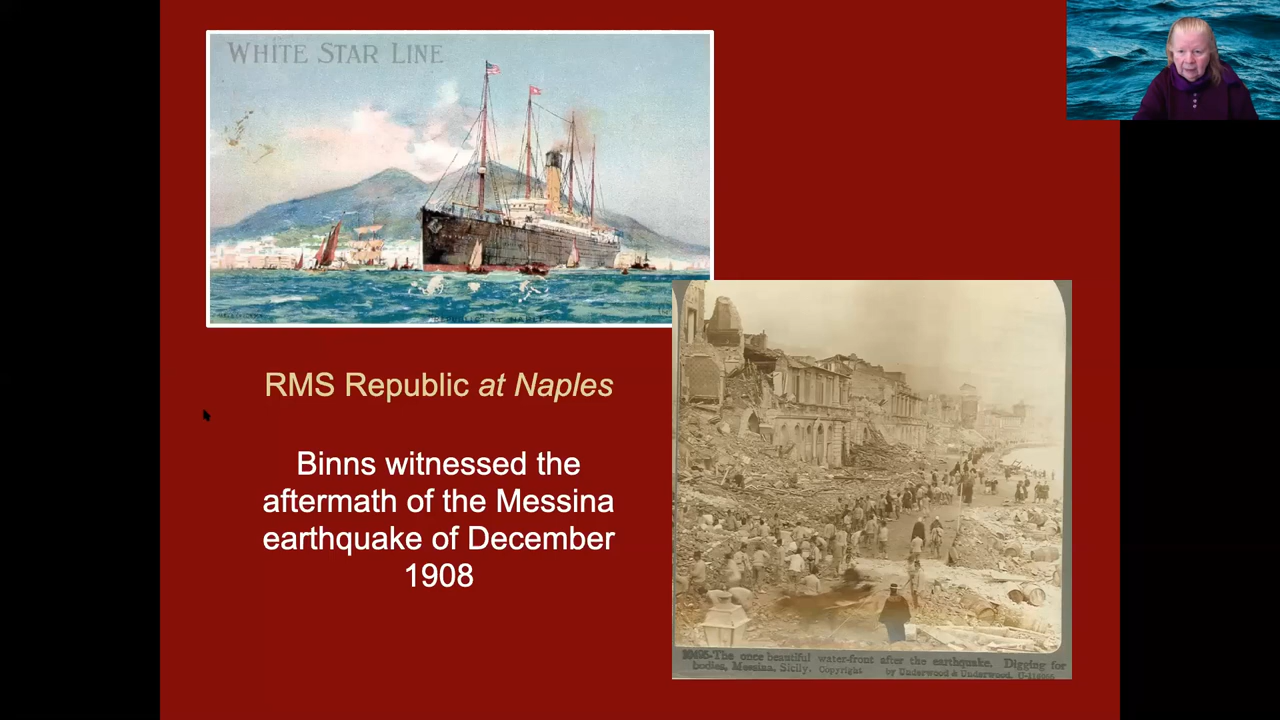 WHITE STAR LINE
RMS Republic at Naples
Binns witnessed the
aftermath of the Messina
earthquake of December
1908
-The once beautiful water-front after the earthquake. Digging for
bodies, Messina, Sicily. Copyright by Underwood & Underwood.